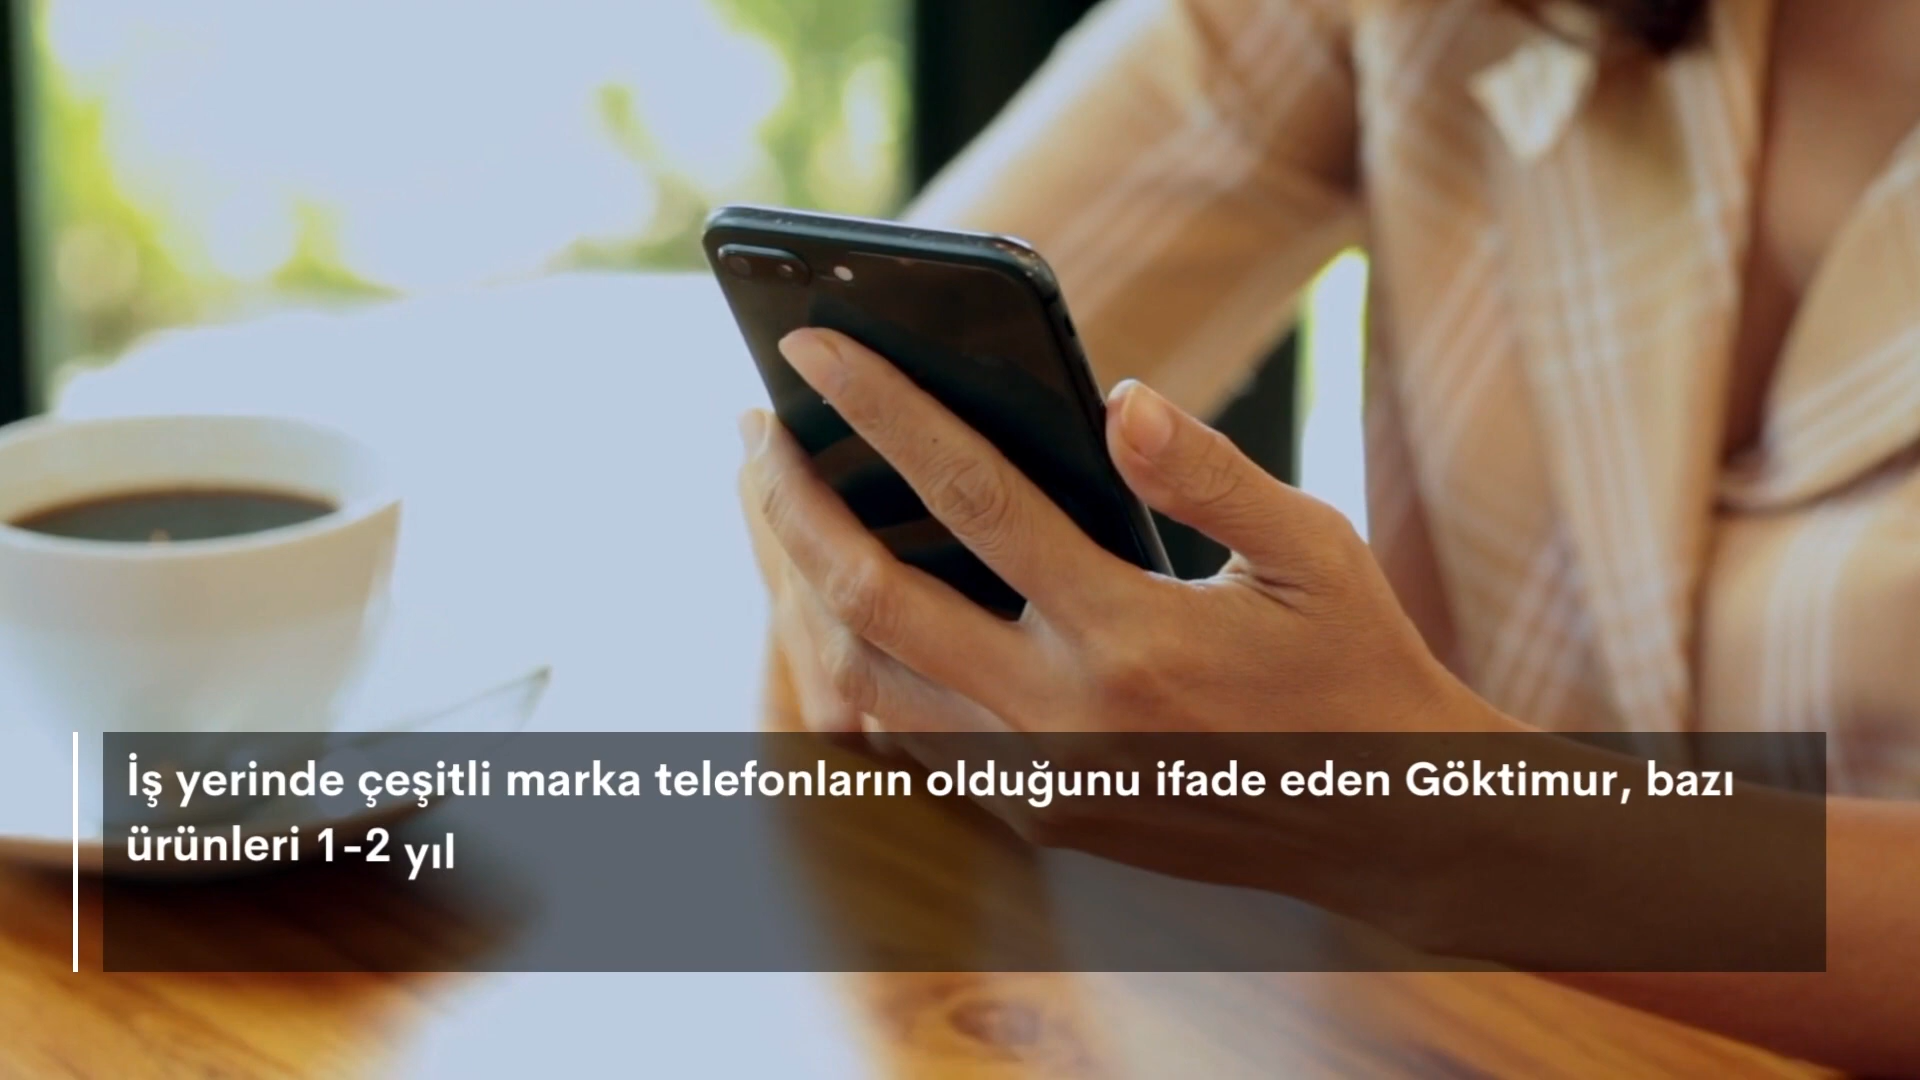 İş yerinde çeşitli marka telefonların olduğunu ifade eden Göktimur, bazı
ürünleri 1-2 yıl